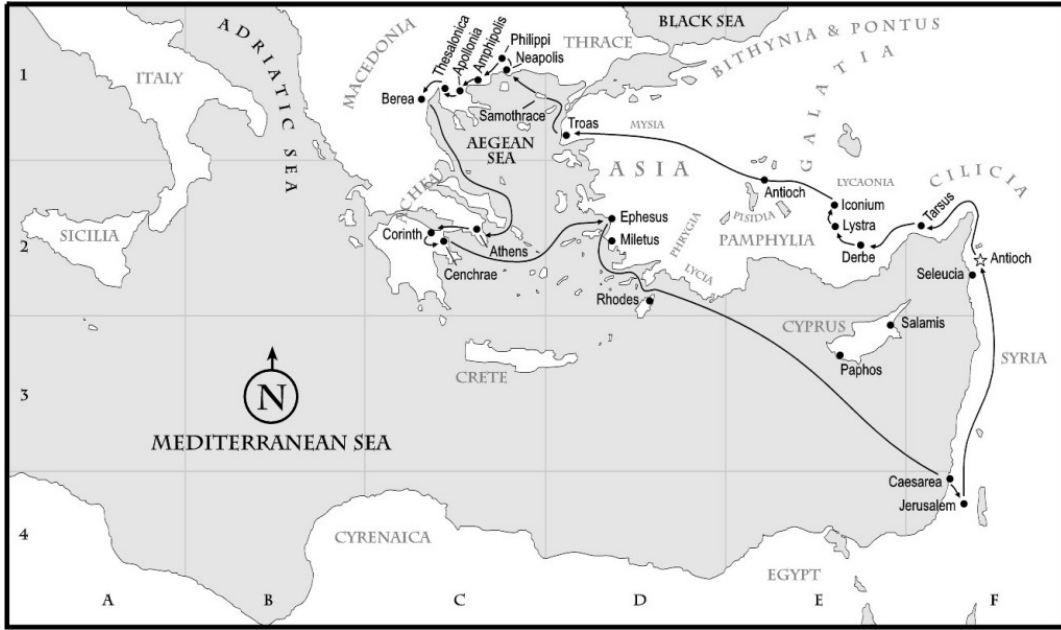 BLACK SEA
ADRIATIC SEA
MACEDONIA
Thessalonica
Apollonia
Amphipolis
Philippi
Neapolis
THRACE
BITHYNIA & PONTUS
1
ITALY
GALATIA
Berea
Samothrace
Troas
MYSIA
AEGEAN
SEA
ASIA
ACHEA
Antioch
LYCAONIA
CILICIA
Iconium
Tarsus
PISIDIA
Ephesus
Lystra
2
SICILIA
Corinth
Athens
Miletus
PHRYGIA
PAMPHYLIA
Derbe
Antioch
Cenchrae
LYCIA
Seleucia
Rhodes
CYPRUS
Salamis
Paphos
SYRIA
CRETE
3
N
MEDITERRANEAN SEA
Caesarea
Jerusalem
4
CYRENAICA
EGYPT
A B C D E F